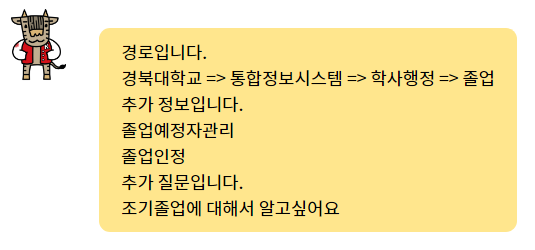 경로입니다.
경북대학교 => 통합정보시스템 => 학사행정 => 졸업
추가 정보입니다.
졸업예정자관리
졸업인정
추가 질문입니다.
조기졸업에 대해서 알고싶어요